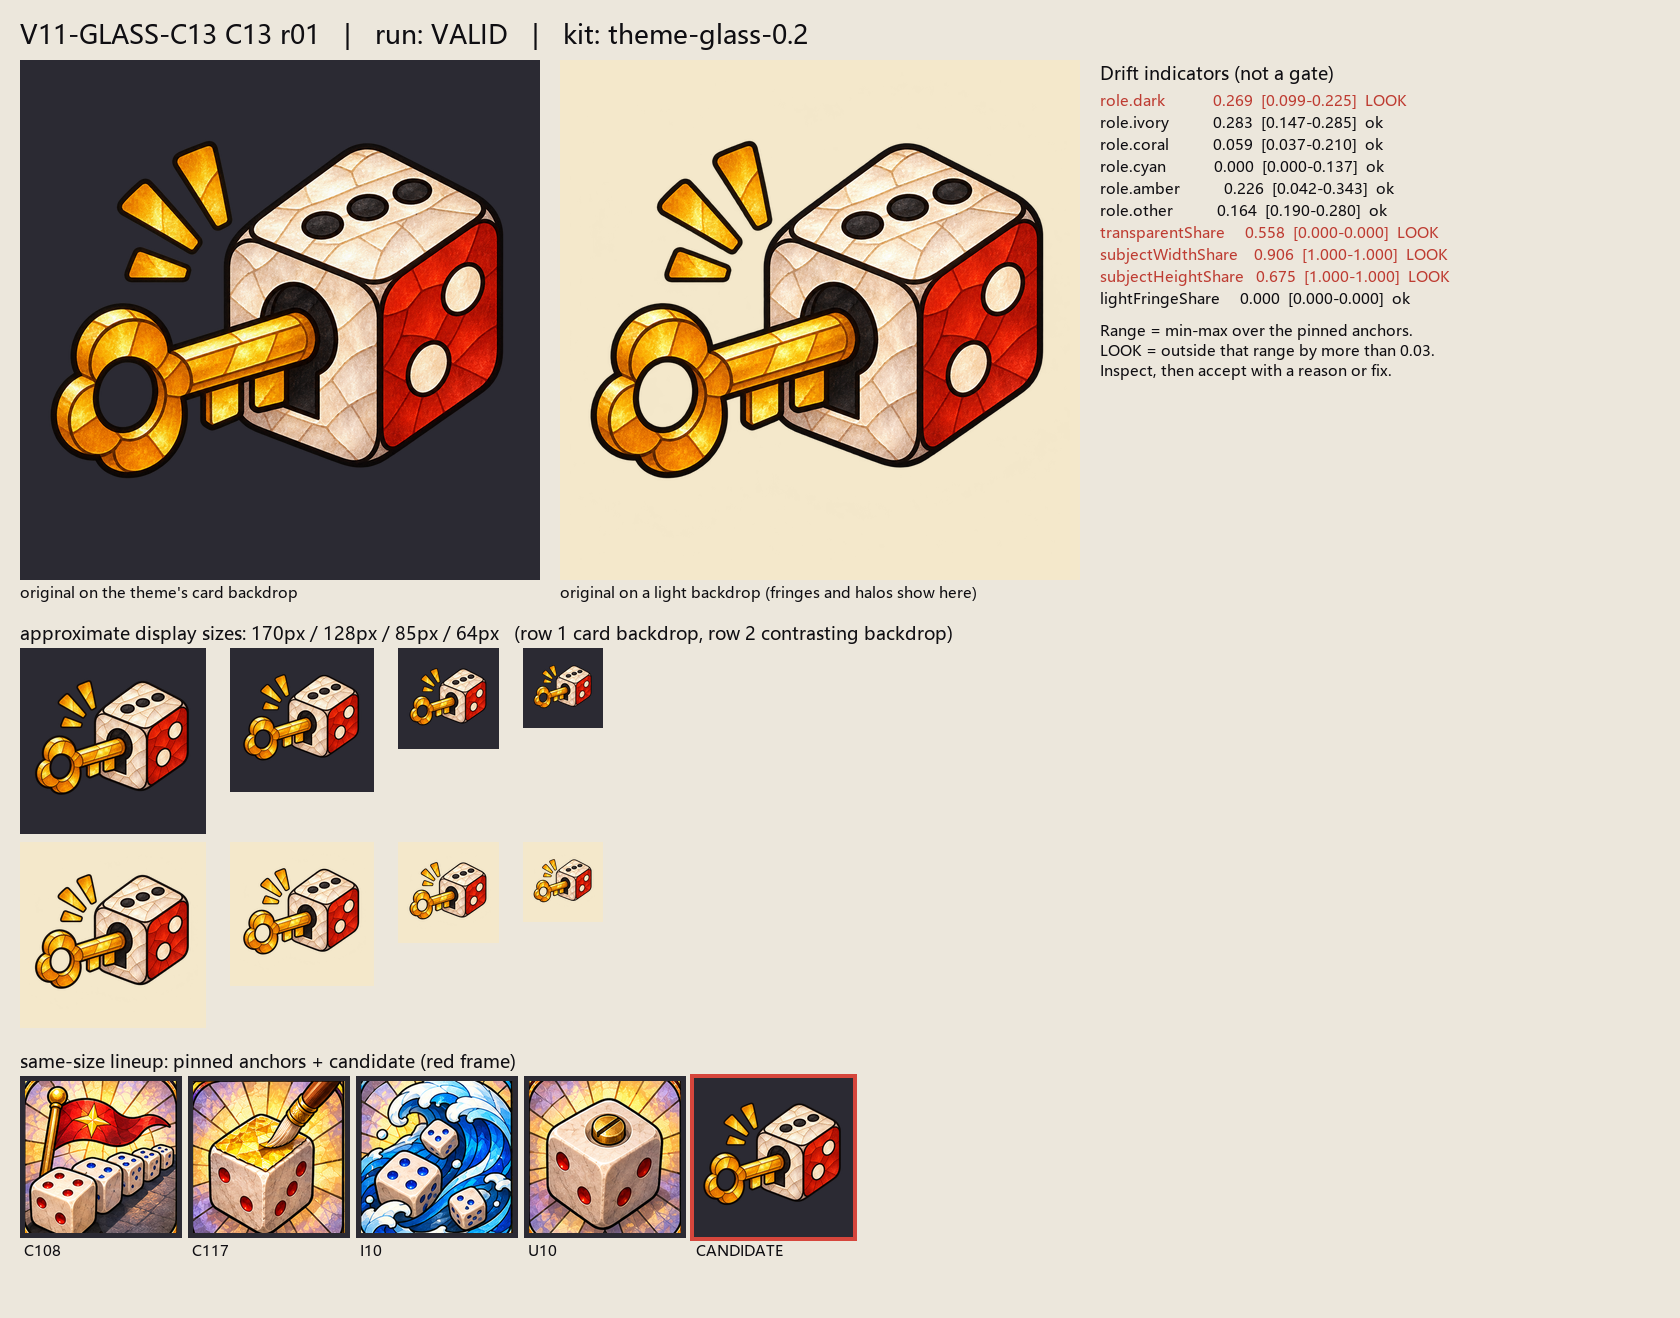 V11-GLASS-C13 C13 r01 | run: VALID | kit: theme-glass-0.2
Drift indicators (not a gate)
role.dark 0.269 [0.099-0.225] LOOK
role.ivory 0.283 [0.147-0.285] ok
role.coral 0.059 [0.037-0.210] ok
role.cyan 0.000 [0.000-0.137] ok
role.amber 0.226 [0.042-0.343] ok
role.other 0.164 [0.190-0.280] ok
transparentShare 0.558 [0.000-0.000] LOOK
subjectWidthShare 0.906 [1.000-1.000] LOOK
subjectHeightShare 0.675 [1.000-1.000] LOOK
lightFringeShare 0.000 [0.000-0.000] ok
Range = min-max over the pinned anchors.
LOOK = outside that range by more than 0.03.
Inspect, then accept with a reason or fix.
original on the theme's card backdrop
original on a light backdrop (fringes and halos show here)
approximate display sizes: 170px / 128px / 85px / 64px (row 1 card backdrop, row 2 contrasting backdrop)
same-size lineup: pinned anchors + candidate (red frame)
C108
C117
I10
U10
CANDIDATE